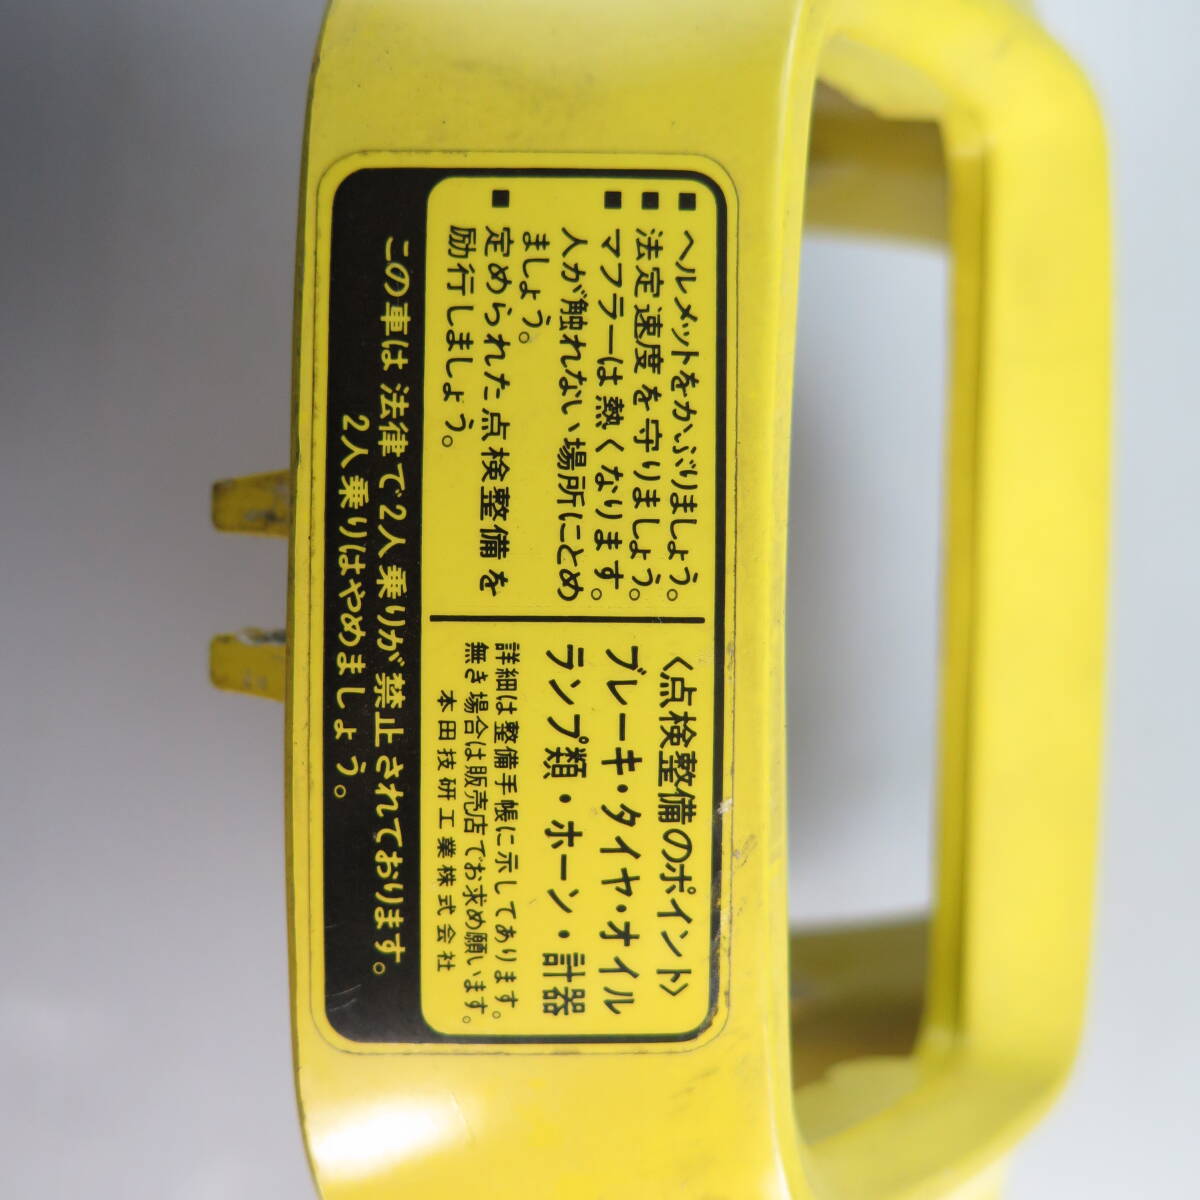 ■ ヘルメットをかぶりましょう。
■ 法定速度を守りましょう。
■ マフラーは熱くなります。
人が触れない場所にとめ
ましょう。
■ 定められた点検整備を
励行しましょう。
〈点検整備のポイント〉
ブレーキ・タイヤ・オイル
ランプ類・ホーン・計器
詳細は整備手帳に示してあります。
無き場合は販売店でお求め願います。
本田技研工業株式会社
この車は法律で2人乗りが禁止されております。
2人乗りはやめましょう。